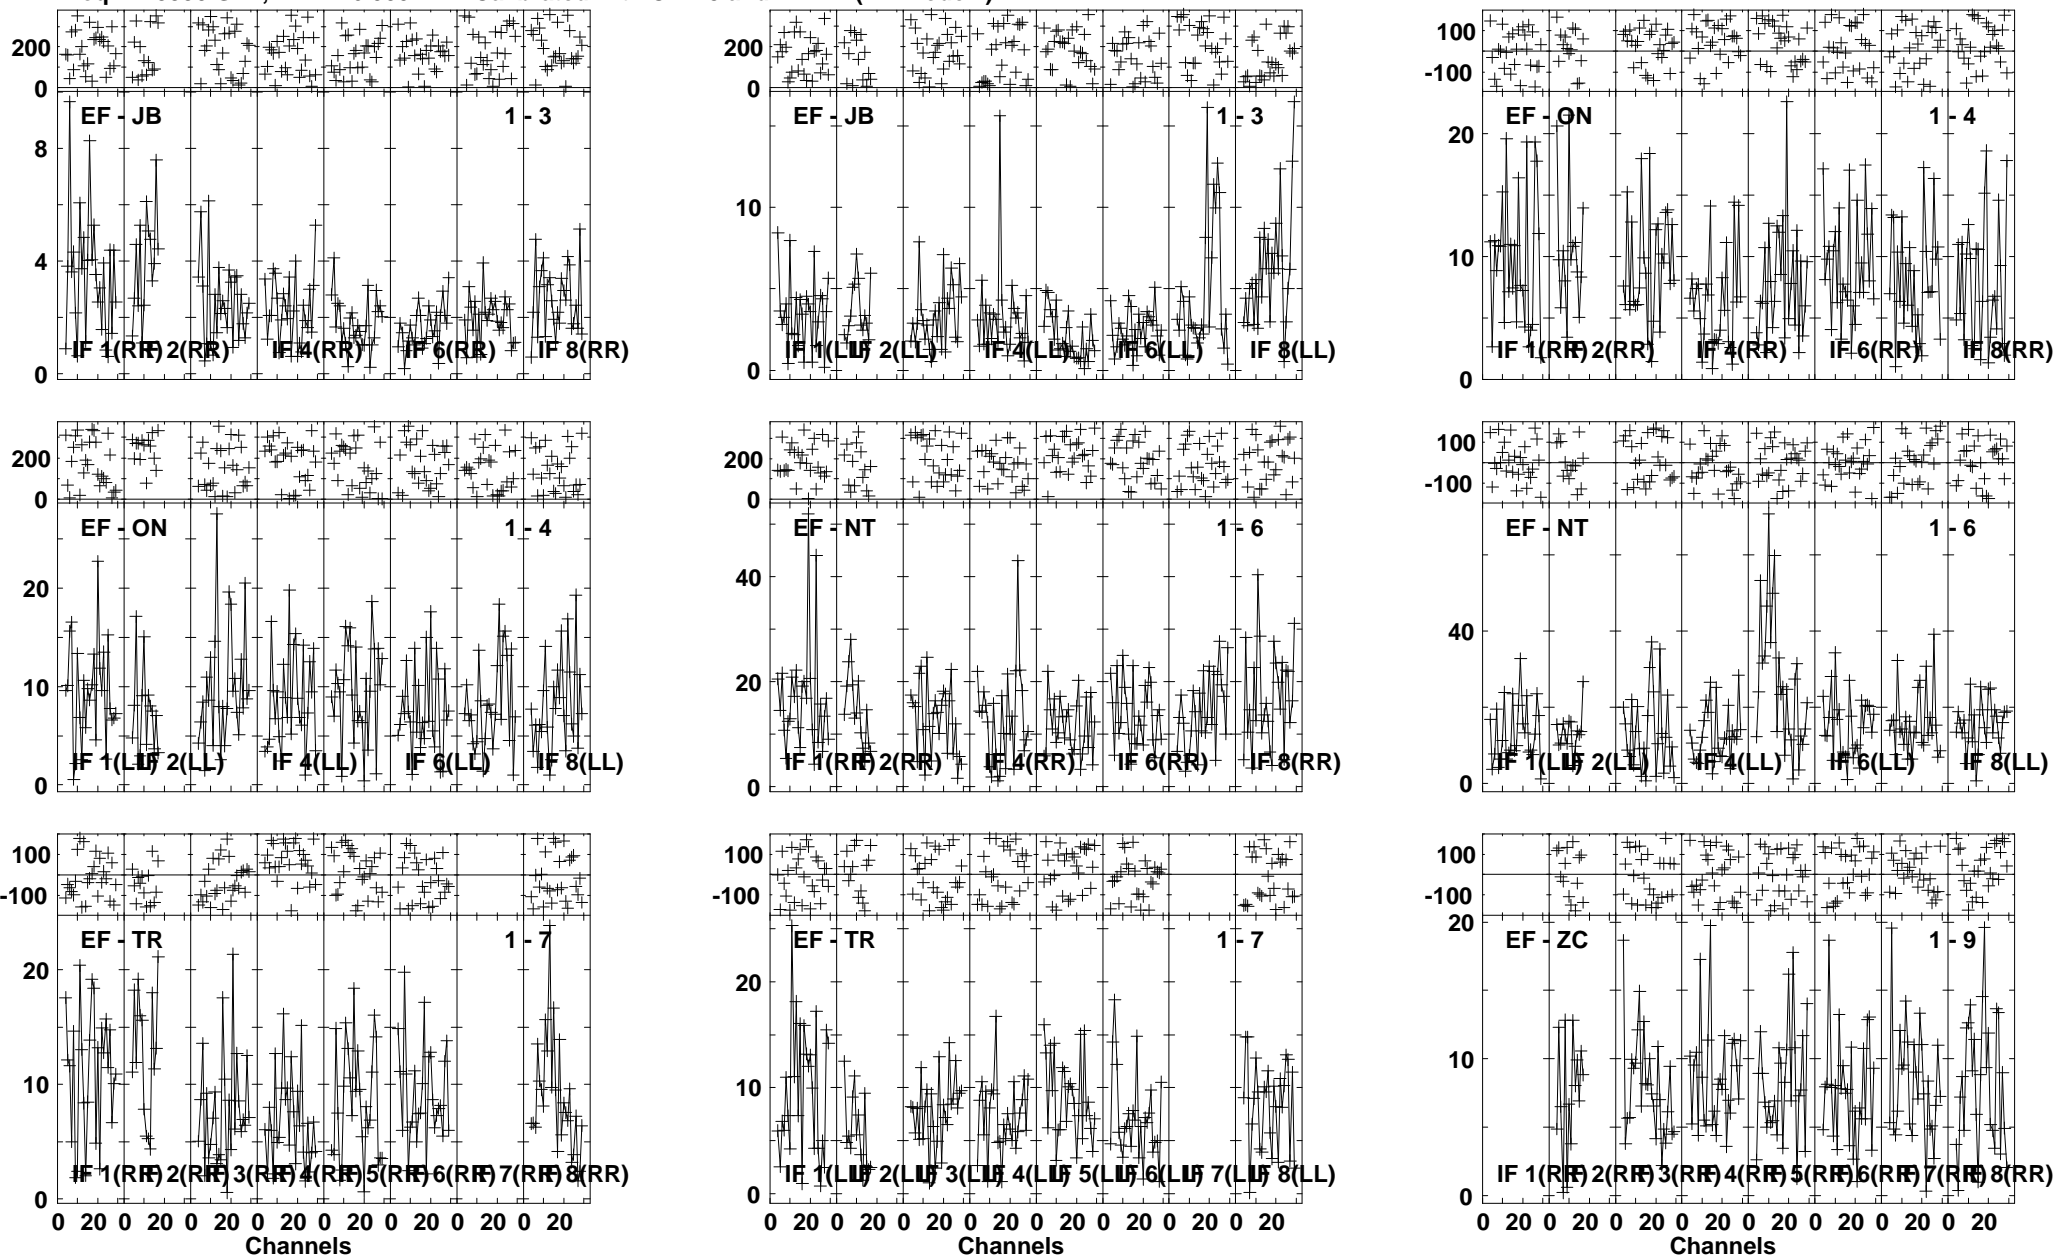 200
0
EF - JB 1 - 3
8
4
0
IF 1(RR) IF 2(RR) IF 4(RR) IF 6(RR) IF 8(RR)
200
0
EF - JB 1 - 3
10
0
IF 1(LL) IF 2(LL) IF 4(LL) IF 6(LL) IF 8(LL)
100
-100
EF - ON 1 - 4
20
10
0
IF 1(RR) IF 2(RR) IF 4(RR) IF 6(RR) IF 8(RR)
200
0
EF - ON 1 - 4
20
10
0
IF 1(LL) IF 2(LL) IF 4(LL) IF 6(LL) IF 8(LL)
200
0
EF - NT 1 - 6
40
20
0
IF 1(RR) IF 2(RR) IF 4(RR) IF 6(RR) IF 8(RR)
100
-100
EF - NT 1 - 6
40
0
IF 1(LL) IF 2(LL) IF 4(LL) IF 6(LL) IF 8(LL)
100
-100
EF - TR 1 - 7
20
10
0
IF 1(RR) IF 2(RR) IF 3(RR) IF 4(RR) IF 5(RR) IF 6(RR) IF 7(RR) IF 8(RR)
0 20 0 20 0 20 0 20 0 20 0 20 0 20 0 20
Channels
100
-100
EF - TR 1 - 7
20
10
0
IF 1(LL) IF 2(LL) IF 3(LL) IF 4(LL) IF 5(LL) IF 6(LL) IF 7(LL) IF 8(LL)
0 20 0 20 0 20 0 20 0 20 0 20 0 20 0 20
Channels
100
-100
EF - ZC 1 - 9
20
10
0
IF 1(RR) IF 2(RR) IF 3(RR) IF 4(RR) IF 5(RR) IF 6(RR) IF 7(RR) IF 8(RR)
0 20 0 20 0 20 0 20 0 20 0 20 0 20 0 20
Channels